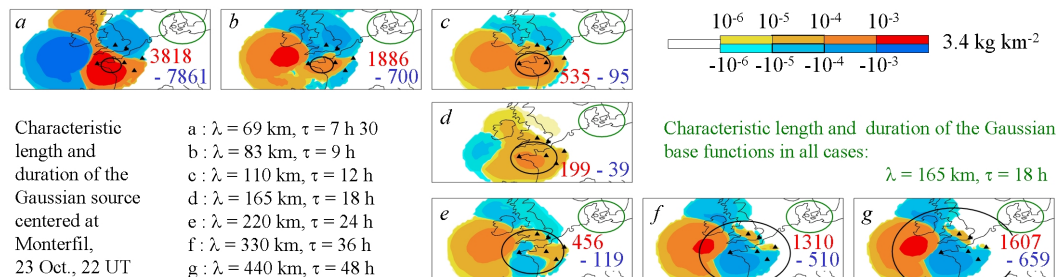 a
3818
- 7861
b
1886
- 700
c
535 - 95
10-6 10-5 10-4 10-3
3.4 kg km-2
-10-6 -10-5 -10-4 -10-3
d
199 - 39
Characteristic
length and
duration of the
Gaussian source
centered at
Monterfil,
23 Oct., 22 UT
a : λ = 69 km, τ = 7 h 30
b : λ = 83 km, τ = 9 h
c : λ = 110 km, τ = 12 h
d : λ = 165 km, τ = 18 h
e : λ = 220 km, τ = 24 h
f : λ = 330 km, τ = 36 h
g : λ = 440 km, τ = 48 h
Characteristic length and duration of the Gaussian
base functions in all cases:
λ = 165 km, τ = 18 h
e
456
- 119
f
1310
- 510
g
1607
- 659